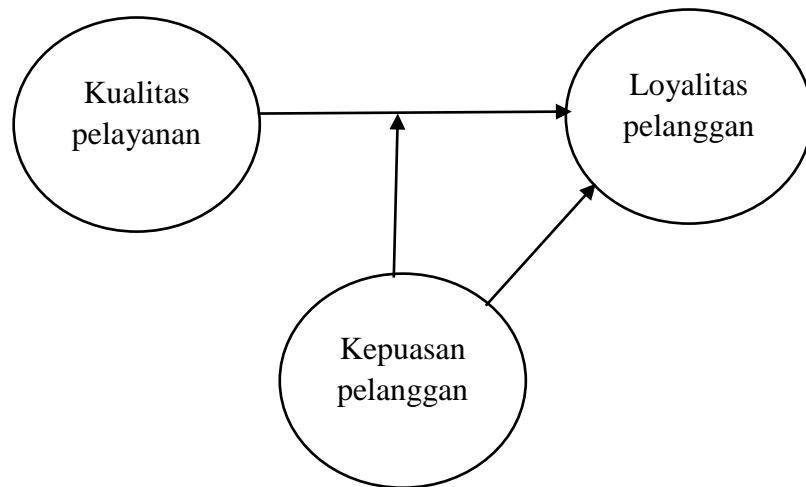 Kualitas
pelayanan
Loyalitas
pelanggan
Kepuasan
pelanggan